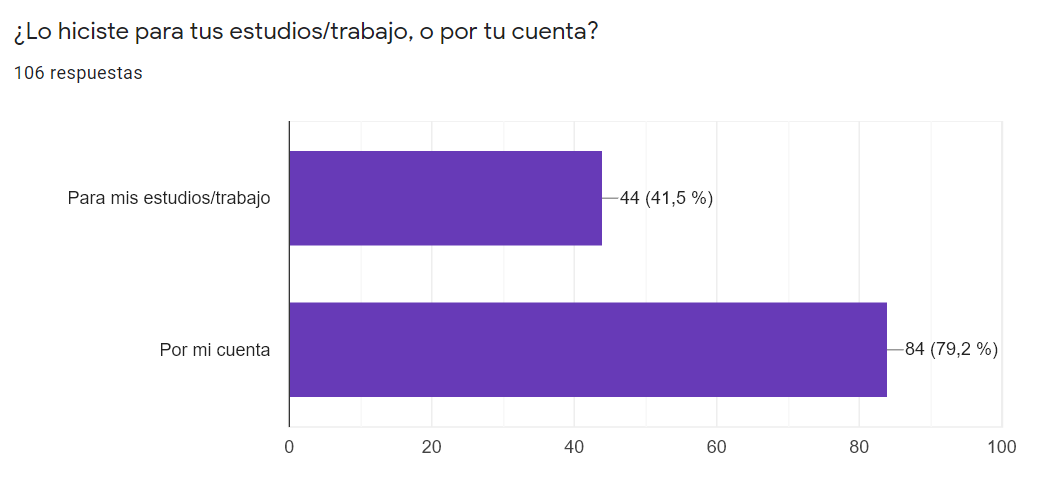 ¿Lo hiciste para tus estudios/trabajo, o por tu cuenta?
106 respuestas
Para mis estudios/trabajo
44 (41,5 %)
Por mi cuenta
84 (79,2 %)
0 20 40 60 80 100